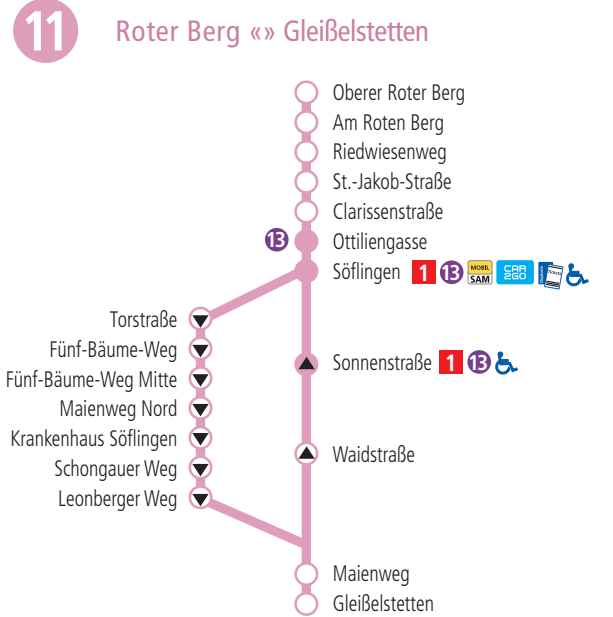 11 Roter Berg «» Gleißelstetten
Oberer Roter Berg
Am Roten Berg
Riedwiesenweg
St.-Jakob-Straße
Clarissenstraße
13 Ottiliengasse
Söflingen 1 13 MOBIL SAM CAR 2GO Tickets
Torstraße
Fünf-Bäume-Weg
Sonnenstraße 1 13
Fünf-Bäume-Weg Mitte
Maienweg Nord
Krankenhaus Söflingen
Waidstraße
Schongauer Weg
Leonberger Weg
Maienweg
Gleißelstetten